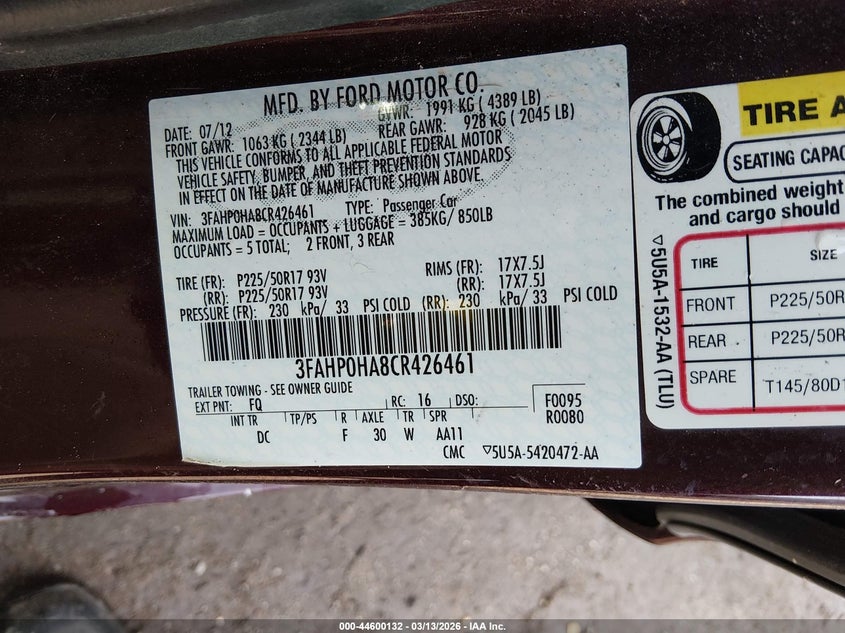 MFD. BY FORD MOTOR CO.
DATE: 07/12 GVWR: 1991 KG ( 4389 LB)
FRONT GAWR: 1063 KG ( 2344 LB) REAR GAWR: 928 KG ( 2045 LB)
THIS VEHICLE CONFORMS TO ALL APPLICABLE FEDERAL MOTOR
VEHICLE SAFETY, BUMPER, AND THEFT PREVENTION STANDARDS
IN EFFECT ON THE DATE OF MANUFACTURE SHOWN ABOVE.
VIN: 3FAHP0HA8CR426461 TYPE: Passenger Car
MAXIMUM LOAD = OCCUPANTS + LUGGAGE = 385KG/ 850LB
OCCUPANTS = 5 TOTAL; 2 FRONT, 3 REAR
TIRE (FR): P225/50R17 93V RIMS (FR): 17X7.5J
(RR): P225/50R17 93V (RR): 17X7.5J
PRESSURE (FR): 230 kPa/ 33 PSI COLD (RR): 230 kPa/ 33 PSI COLD
3FAHP0HA8CR426461
TRAILER TOWING - SEE OWNER GUIDE
EXT PNT: FQ RC: 16 DSO: F0095
INT TR TP/PS R AXLE TR SPR R0080
DC F 30 W AA11
CMC ▽5U5A-5420472-AA
TIRE A
SEATING CAPAC
The combined weight
and cargo should
TIRE SIZE
FRONT P225/50R
REAR P225/50R
SPARE T145/80D1
▽5U5A-1532-AA (TLU)
000-44600132 - 03/13/2026 - IAA Inc.